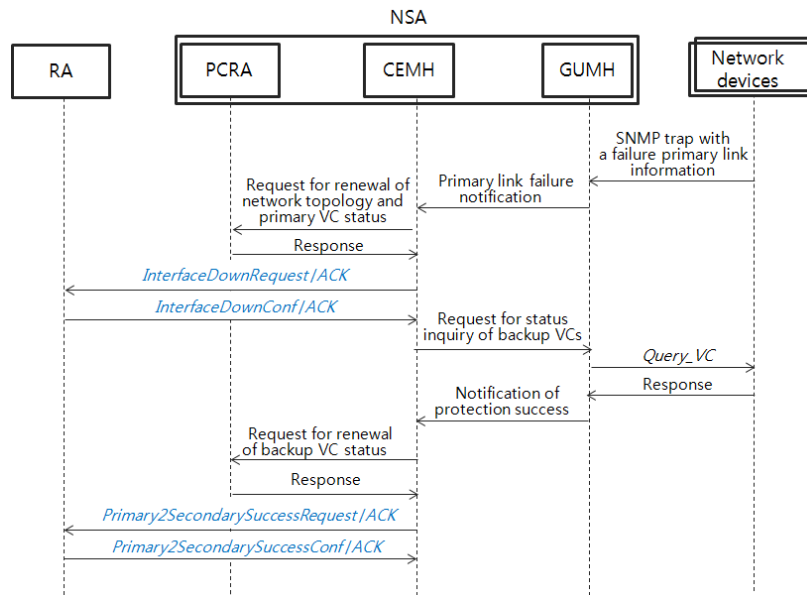 NSA
RA
PCRA
CEMH
GUMH
Network
devices
SNMP trap with
a failure primary link
information
Primary link failure
notification
Request for renewal of
network topology and
primary VC status
Response
InterfaceDownRequest/ACK
InterfaceDownConf/ACK
Request for status
inquiry of backup VCs
Query_VC
Response
Notification of
protection success
Request for renewal
of backup VC status
Response
Primary2SecondarySuccessRequest/ACK
Primary2SecondarySuccessConf/ACK